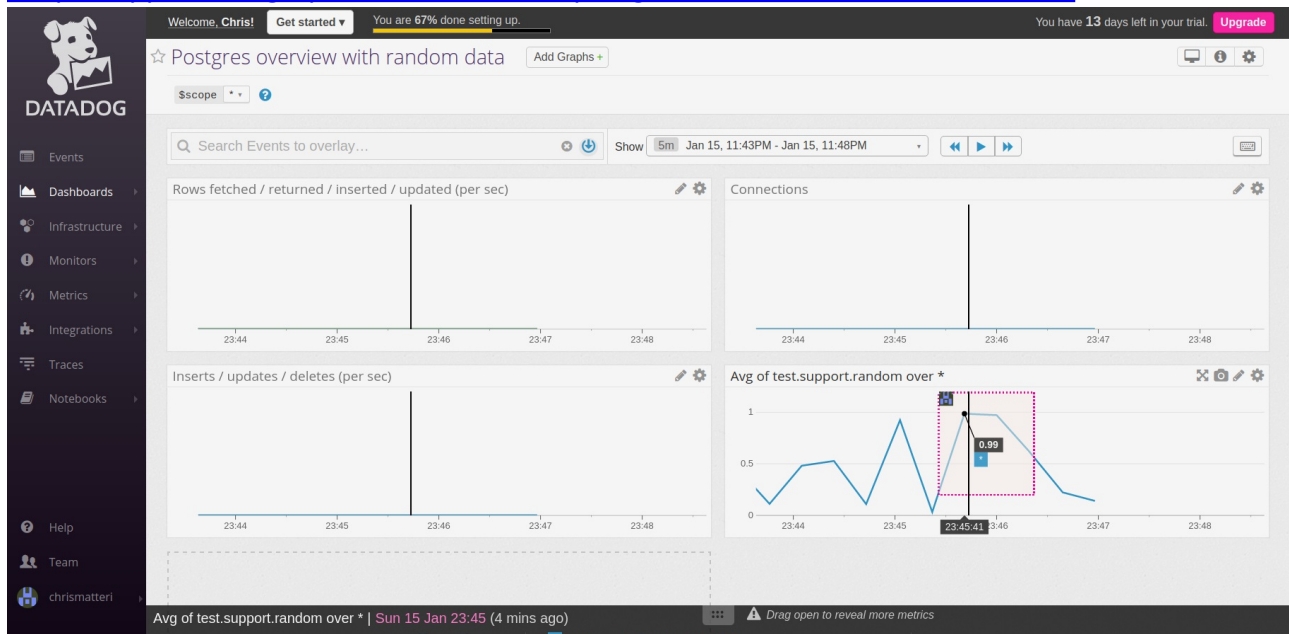 Welcome, Chris! Get started ▾ You are 67% done setting up. You have 13 days left in your trial. Upgrade
DATADOG
Events
Dashboards
Infrastructure
Monitors
Metrics
Integrations
Traces
Notebooks
Help
Team
chrismatteri
Postgres overview with random data Add Graphs +
$scope * ▾
Search Events to overlay... Show 5m Jan 15, 11:43PM - Jan 15, 11:48PM
Rows fetched / returned / inserted / updated (per sec)
23:44 23:45 23:46 23:47 23:48
Connections
23:44 23:45 23:46 23:47 23:48
Inserts / updates / deletes (per sec)
23:44 23:45 23:46 23:47 23:48
Avg of test.support.random over *
1
0.99
*
0.5
0
23:44 23:45 23:45:41 23:46 23:47 23:48
Avg of test.support.random over * | Sun 15 Jan 23:45 (4 mins ago) Drag open to reveal more metrics